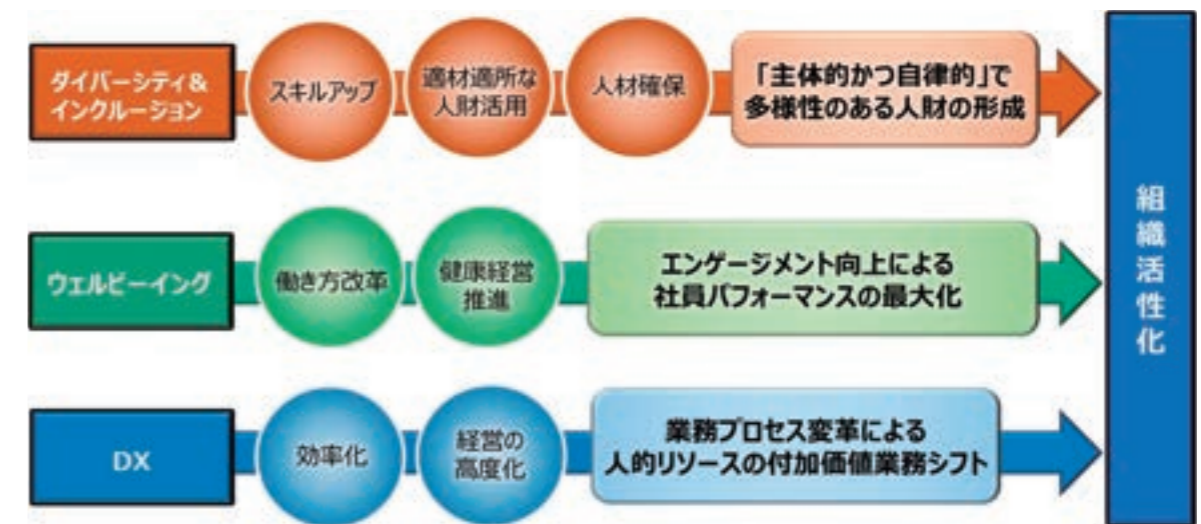 ダイバーシティ＆
インクルージョン
スキルアップ
適材適所な
人財活用
人材確保
「主体的かつ自律的」で
多様性のある人財の形成
ウェルビーイング
働き方改革
健康経営
推進
エンゲージメント向上による
社員パフォーマンスの最大化
DX
効率化
経営の
高度化
業務プロセス変革による
人的リソースの付加価値業務シフト
組織活性化